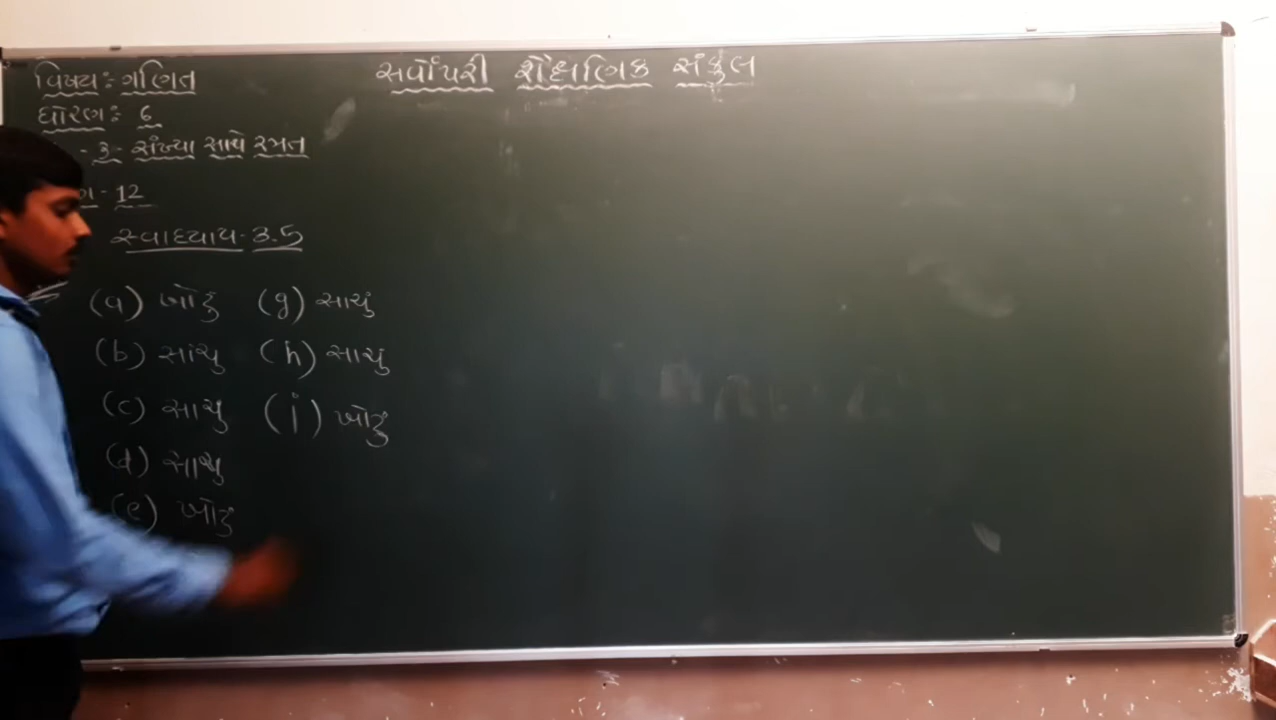 સર્વોપરી શૈક્ષણિક સંકુલ
વિષય: ગણિત
ધોરણ: 6
- 3 - સંખ્યા સાથે રમત
- 12
સ્વાધ્યાય - 3.5
(a) ખોટું (g) સાચું
(b) સાંચુ (h) સાચું
(c) સાચુ (i) ખોટું
(d) સાચુ
(e) ખોટું